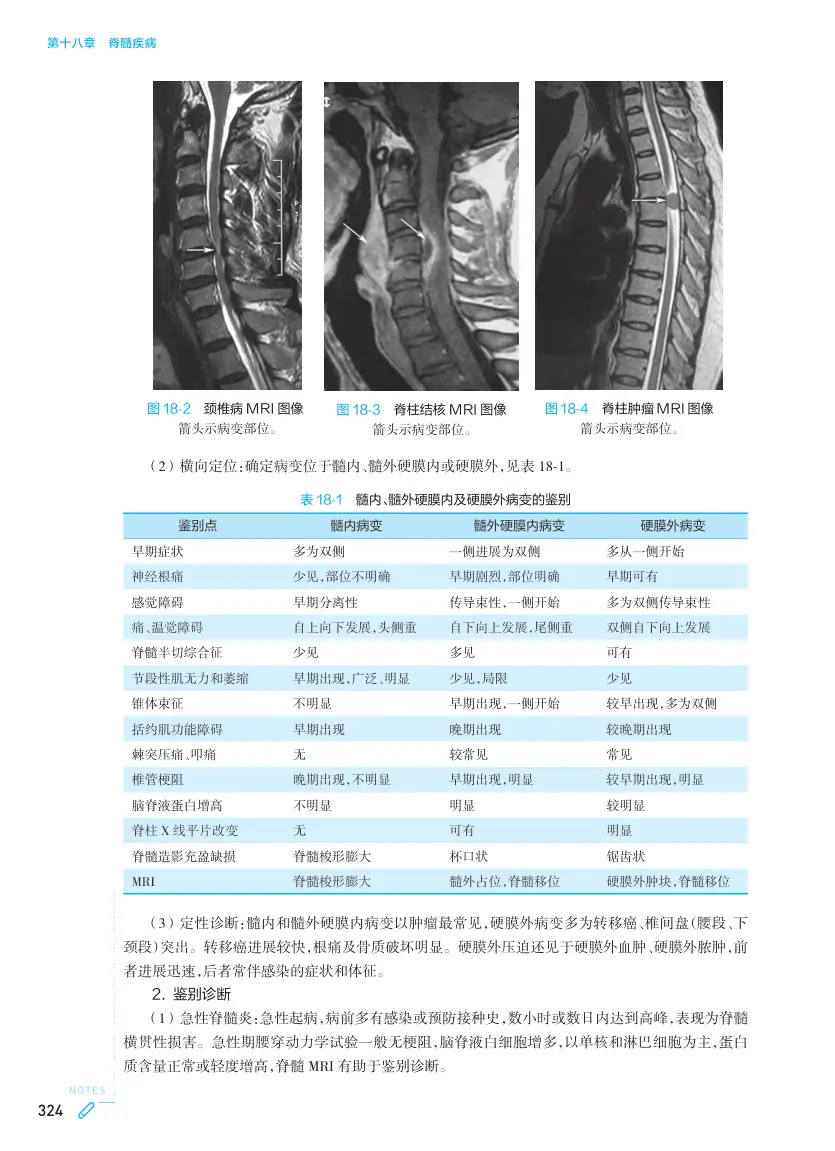 第十八章 脊髓疾病
图 18-2 颈椎病 MRI 图像
箭头示病变部位。
图 18-3 脊柱结核 MRI 图像
箭头示病变部位。
图 18-4 脊柱肿瘤 MRI 图像
箭头示病变部位。
（2）横向定位：确定病变位于髓内、髓外硬膜内或硬膜外，见表 18-1。
表 18-1 髓内、髓外硬膜内及硬膜外病变的鉴别
鉴别点 髓内病变 髓外硬膜内病变 硬膜外病变
早期症状 多为双侧 一侧进展为双侧 多从一侧开始
神经根痛 少见，部位不明确 早期剧烈，部位明确 早期可有
感觉障碍 早期分离性 传导束性，一侧开始 多为双侧传导束性
痛、温觉障碍 自上向下发展，头侧重 自下向上发展，尾侧重 双侧自下向上发展
脊髓半切综合征 少见 多见 可有
节段性肌无力和萎缩 早期出现，广泛、明显 少见，局限 少见
锥体束征 不明显 早期出现，一侧开始 较早出现，多为双侧
括约肌功能障碍 早期出现 晚期出现 较晚期出现
棘突压痛、叩痛 无 较常见 常见
椎管梗阻 晚期出现，不明显 早期出现，明显 较早期出现，明显
脑脊液蛋白增高 不明显 明显 较明显
脊柱 X 线平片改变 无 可有 明显
脊髓造影充盈缺损 脊髓梭形膨大 杯口状 锯齿状
MRI 脊髓梭形膨大 髓外占位，脊髓移位 硬膜外肿块，脊髓移位
（3）定性诊断：髓内和髓外硬膜内病变以肿瘤最常见，硬膜外病变多为转移癌、椎间盘（腰段、下
颈段）突出。转移癌进展较快，根痛及骨质破坏明显。硬膜外压迫还见于硬膜外血肿、硬膜外脓肿，前
者进展迅速，后者常伴感染的症状和体征。
2. 鉴别诊断
（1）急性脊髓炎：急性起病，病前多有感染或预防接种史，数小时或数日内达到高峰，表现为脊髓
横贯性损害。急性期腰穿动力学试验一般无梗阻，脑脊液白细胞增多，以单核和淋巴细胞为主，蛋白
质含量正常或轻度增高，脊髓 MRI 有助于鉴别诊断。
NOTES
324